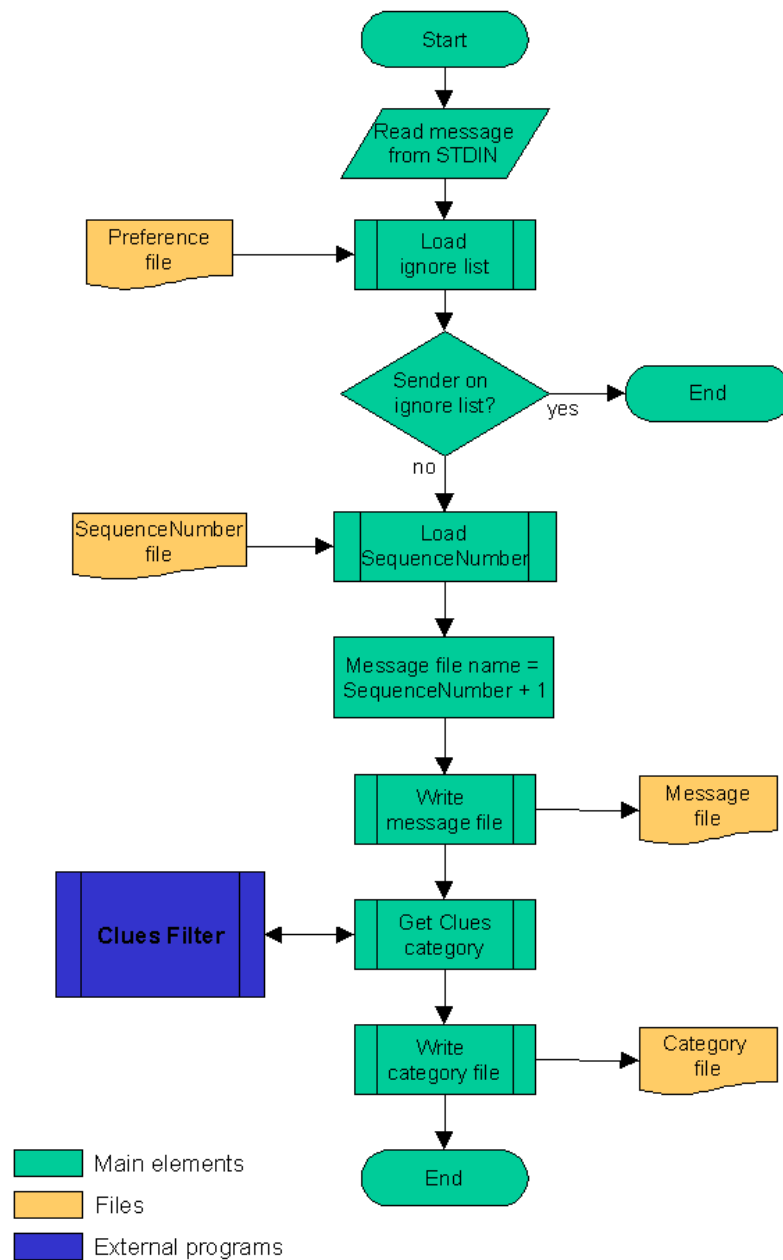 Start
Read message
from STDIN
Preference
file
Load
ignore list
Sender on
ignore list?
yes
End
no
SequenceNumber
file
Load
SequenceNumber
Message file name =
SequenceNumber + 1
Write
message file
Message
file
Clues Filter
Get Clues
category
Write
category file
Category
file
End
Main elements
Files
External programs